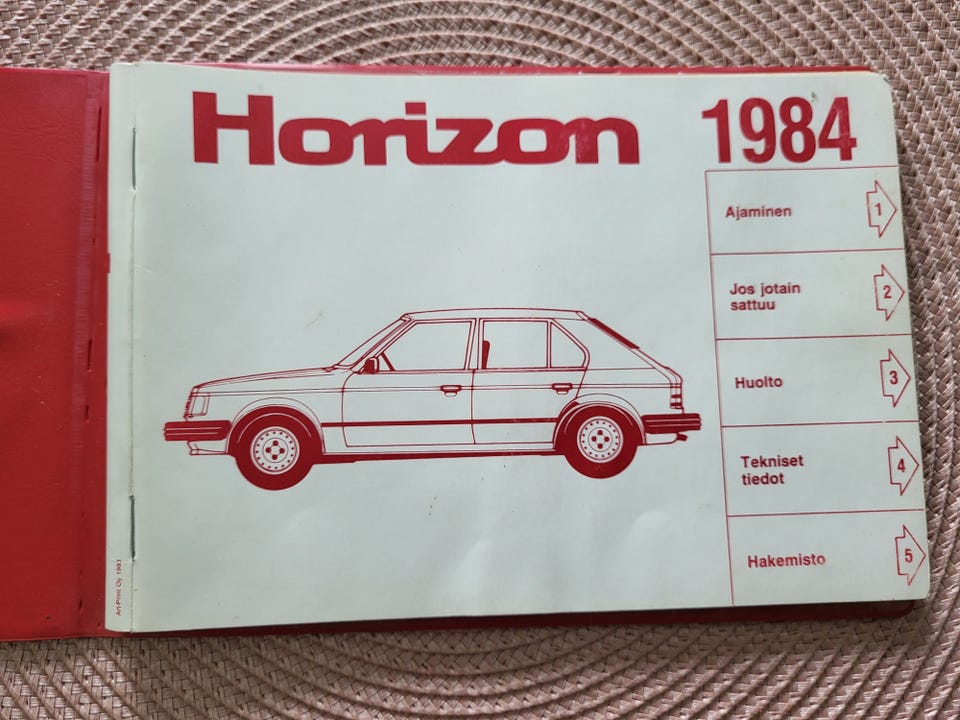 Horizon 1984
Ajaminen 1
Jos jotain 2
sattuu
Huolto 3
Tekniset 4
tiedot
Hakemisto 5
Art-Print Oy 1983